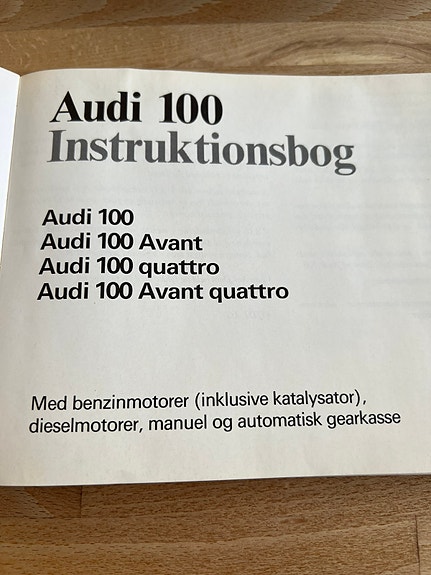 Audi 100
Instruktionsbog
Audi 100
Audi 100 Avant
Audi 100 quattro
Audi 100 Avant quattro
Med benzinmotorer (inklusive katalysator),
dieselmotorer, manuel og automatisk gearkasse